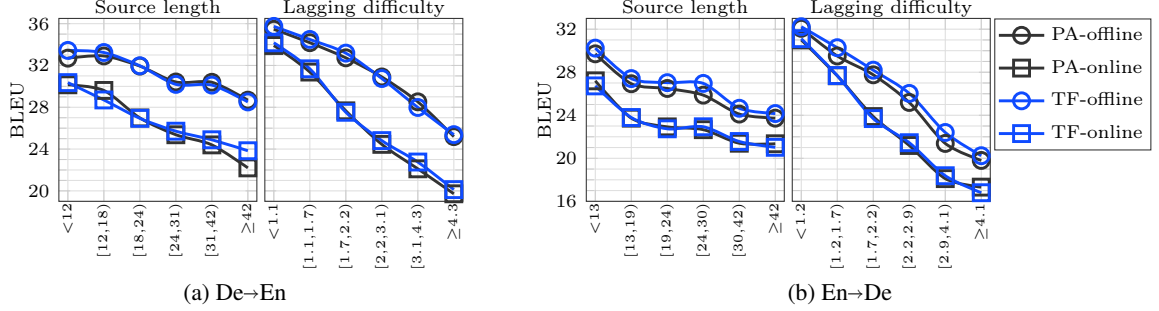 Source length
Lagging difficulty
BLEU
36
32
28
24
20
<12
[12,18)
[18,24)
[24,31)
[31,42)
≥42
<1.1
[1.1,1.7)
[1.7,2.2)
[2,2,3.1)
[3.1,4.3)
≥4.3
(a) De→En
Source length
Lagging difficulty
BLEU
32
28
24
20
16
<13
[13,19)
[19,24)
[24,30)
[30,42)
≥42
<1.2
[1.2,1.7)
[1.7,2.2)
[2.2,2.9)
[2.9,4.1)
≥4.1
(b) En→De
PA-offline
PA-online
TF-offline
TF-online